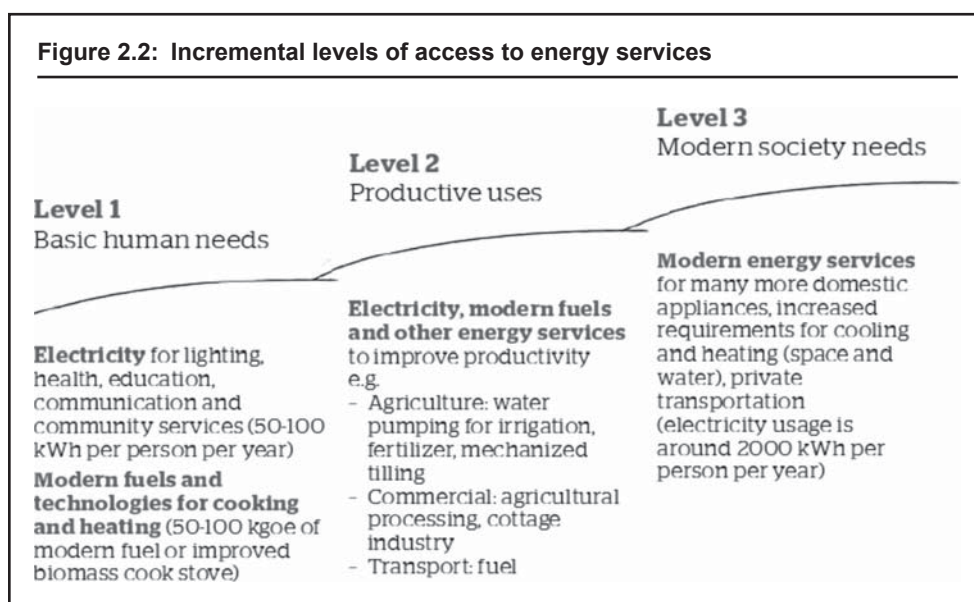 Figure 2.2: Incremental levels of access to energy services
Level 1
Basic human needs
Electricity for lighting,
health, education,
communication and
community services (50-100
kWh per person per year)
Modern fuels and
technologies for cooking
and heating (50-100 kgoe of
modern fuel or improved
biomass cook stove)
Level 2
Productive uses
Electricity, modern fuels
and other energy services
to improve productivity
e.g.
- Agriculture: water
pumping for irrigation,
fertilizer, mechanized
tilling
- Commercial: agricultural
processing, cottage
industry
- Transport: fuel
Level 3
Modern society needs
Modern energy services
for many more domestic
appliances, increased
requirements for cooling
and heating (space and
water), private
transportation
(electricity usage is
around 2000 kWh per
person per year)